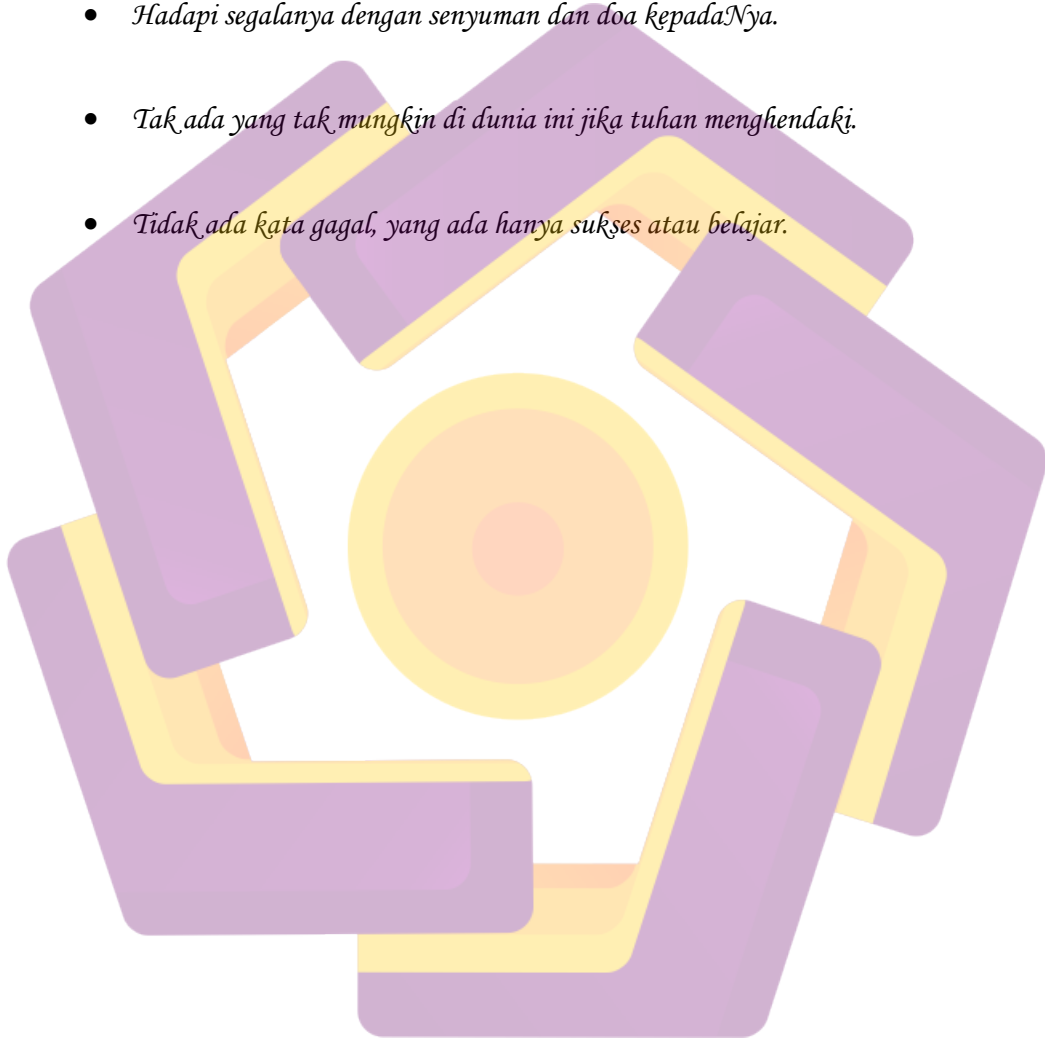 • Hadapi segalanya dengan senyuman dan doa kepadaNya.
• Tak ada yang tak mungkin di dunia ini jika tuhan menghendaki.
• Tidak ada kata gagal, yang ada hanya sukses atau belajar.